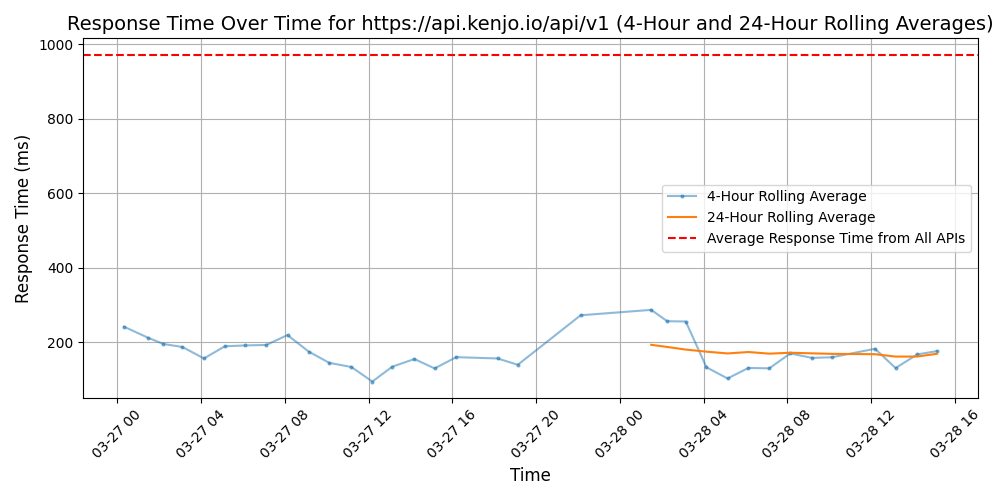 Response Time Over Time for https://api.kenjo.io/api/v1 (4-Hour and 24-Hour Rolling Averages)
Response Time (ms)
1000
800
600
400
200
4-Hour Rolling Average
24-Hour Rolling Average
Average Response Time from All APIs
03-27 00
03-27 04
03-27 08
03-27 12
03-27 16
03-27 20
03-28 00
03-28 04
03-28 08
03-28 12
03-28 16
Time